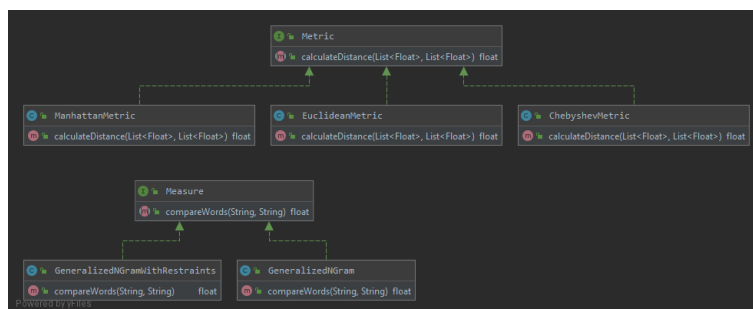 I Metric
m calculateDistance(List<Float>, List<Float>) float
C ManhattanMetric
m calculateDistance(List<Float>, List<Float>) float
C EuclideanMetric
m calculateDistance(List<Float>, List<Float>) float
C ChebyshevMetric
m calculateDistance(List<Float>, List<Float>) float
I Measure
m compareWords(String, String) float
C GeneralizedNGramWithRestraints
m compareWords(String, String) float
C GeneralizedNGram
m compareWords(String, String) float
Powered by yFiles